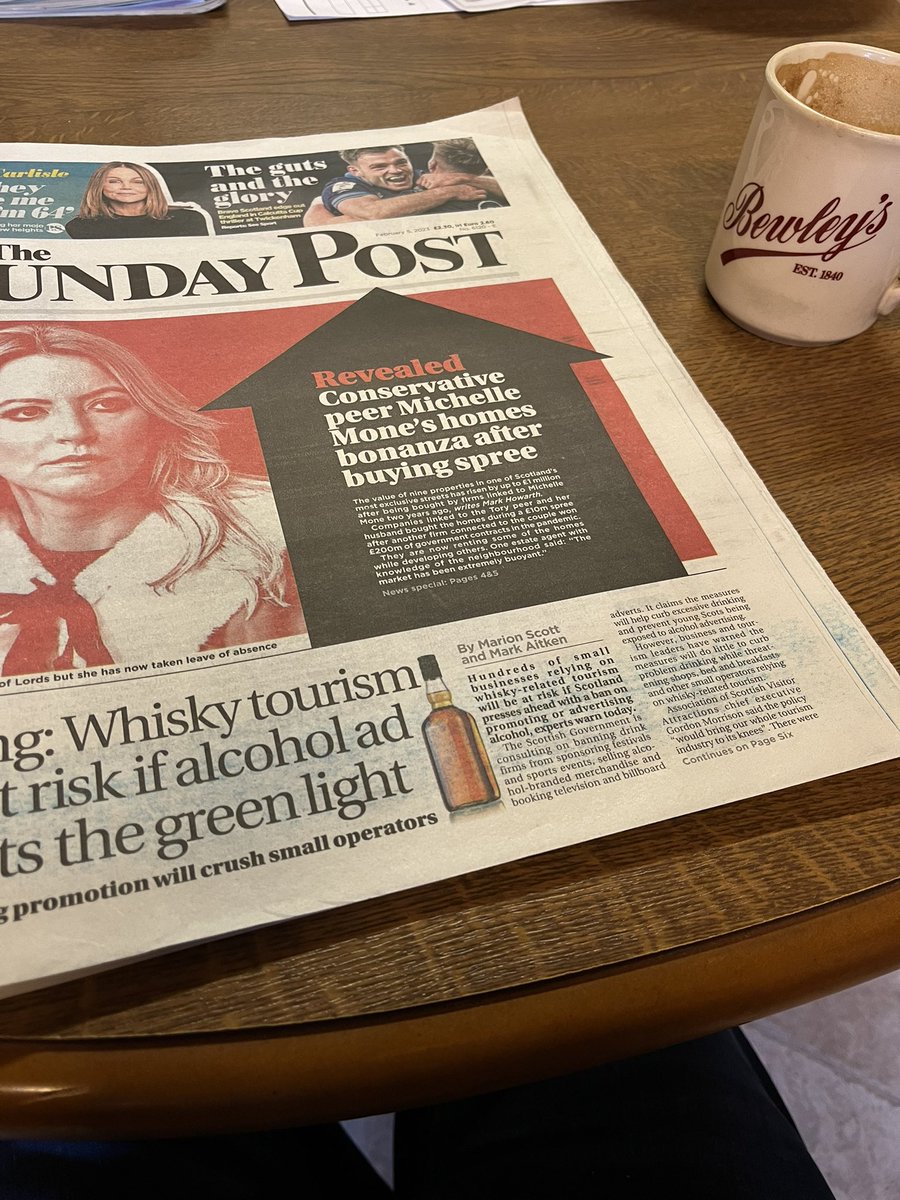 Carlisle
hey
me
'm 64'
heights
The guts
and the
glory
Brave Scotland edge out
England in Calcutta Cup
thriller at Twickenham
Reports: See Sport
February 5, 2023 £2.30,
The
UNDAY POST
Revealed
Conservative
peer Michelle
Mone's homes
bonanza after
buying spree
The value of nine properties in one of Scotland's
most exclusive streets has risen by up to £1 million
after being bought by firms linked to Michelle
Mone two years ago, writes Mark Howarth.
Companies linked to the Tory peer and her
husband bought the homes during a £10m spree
after another firm connected to the couple won
£200m of government contracts in the pandemic.
They are now renting some of the homes
while developing others. One estate agent with
knowledge of the neighbourhood said: "The
market has been extremely buoyant."
News special: Pages 4&5
of Lords but she has now taken leave of absence
ng: Whisky tourism
t risk if alcohol ad
ts the green light
g promotion will crush small operators
By Marion Scott
and Mark Aitken
Hundreds of small
businesses relying on
whisky-related tourism
will be at risk if Scotland
presses ahead with a ban on
promoting or advertising
alcohol, experts warn today.
The Scottish Government is
consulting on banning drink
firms from sponsoring festivals
and sports events, selling alco-
hol-branded merchandise and
booking television and billboard
adverts. It claims the measures
will help curb excessive drinking
and prevent young Scots being
exposed to alcohol advertising.
However, business and tour-
ism leaders have warned the
measures will do little to curb
problem drinking while threat-
ening shops, bed and breakfasts
and other small operators relying
on whisky-related tourism.
Association of Scottish Visitor
Attractions chief executive
Gordon Morrison said the policy
"would bring our whole tourism
industry to its knees". "There were
Continues on Page Six
Bewley's
EST. 1840